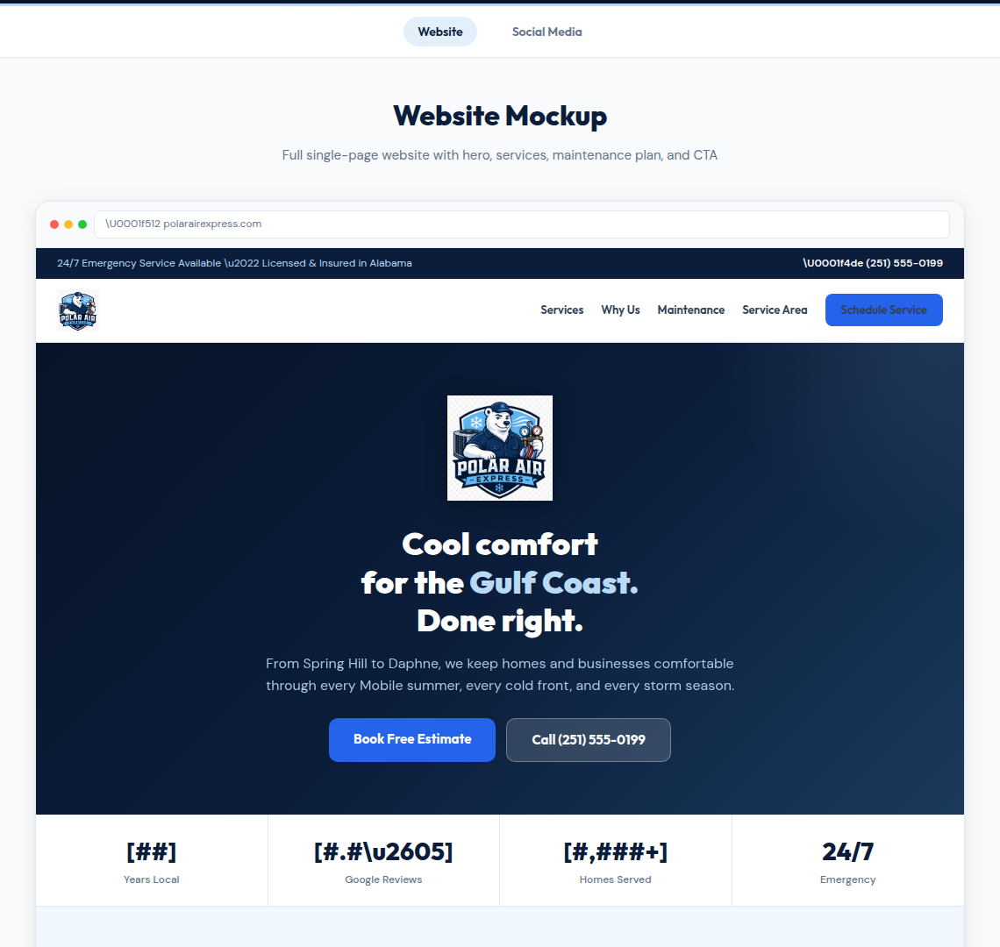 Website
Social Media
Website Mockup
Full single-page website with hero, services, maintenance plan, and CTA
\U0001f512 polarairexpress.com
24/7 Emergency Service Available \u2022 Licensed & Insured in Alabama
\U0001f4de (251) 555-0199
POLAR AIR
EXPRESS
Services
Why Us
Maintenance
Service Area
Schedule Service
POLAR AIR
EXPRESS
Cool comfort
for the Gulf Coast.
Done right.
From Spring Hill to Daphne, we keep homes and businesses comfortable
through every Mobile summer, every cold front, and every storm season.
Book Free Estimate
Call (251) 555-0199
[##]
Years Local
[#.#\u2605]
Google Reviews
[#,###+]
Homes Served
24/7
Emergency